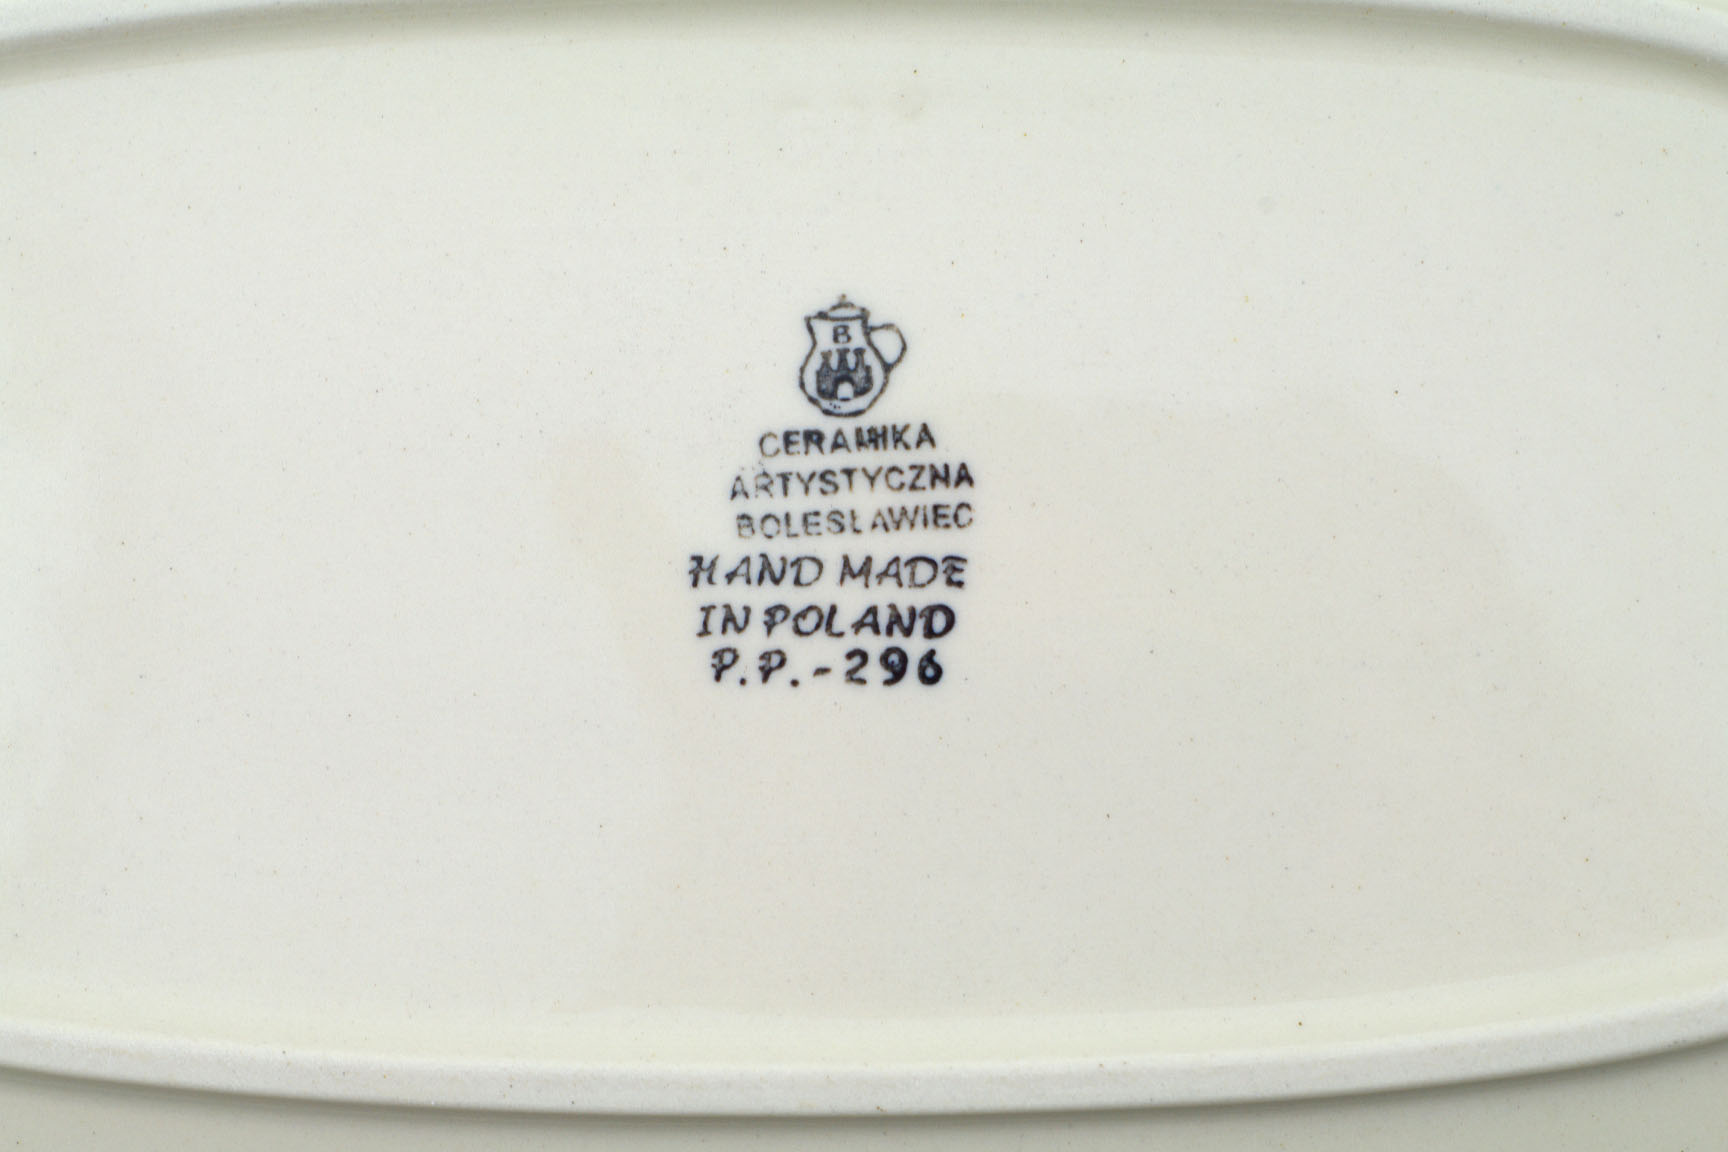 B
CERAMIKA
ARTYSTYCZNA
BOLESŁAWIEC
HAND MADE
IN POLAND
P.P.-296